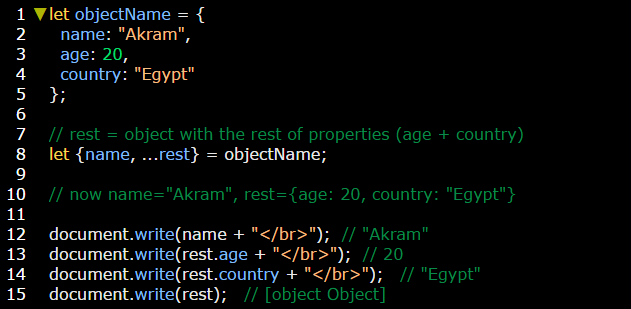 1 let objectName = {
2 name: "Akram",
3 age: 20,
4 country: "Egypt"
5 };
6
7 // rest = object with the rest of properties (age + country)
8 let {name, ...rest} = objectName;
9
10 // now name="Akram", rest={age: 20, country: "Egypt"}
11
12 document.write(name + "</br>");  // "Akram"
13 document.write(rest.age + "</br>");  // 20
14 document.write(rest.country + "</br>");   // "Egypt"
15 document.write(rest);   // [object Object]